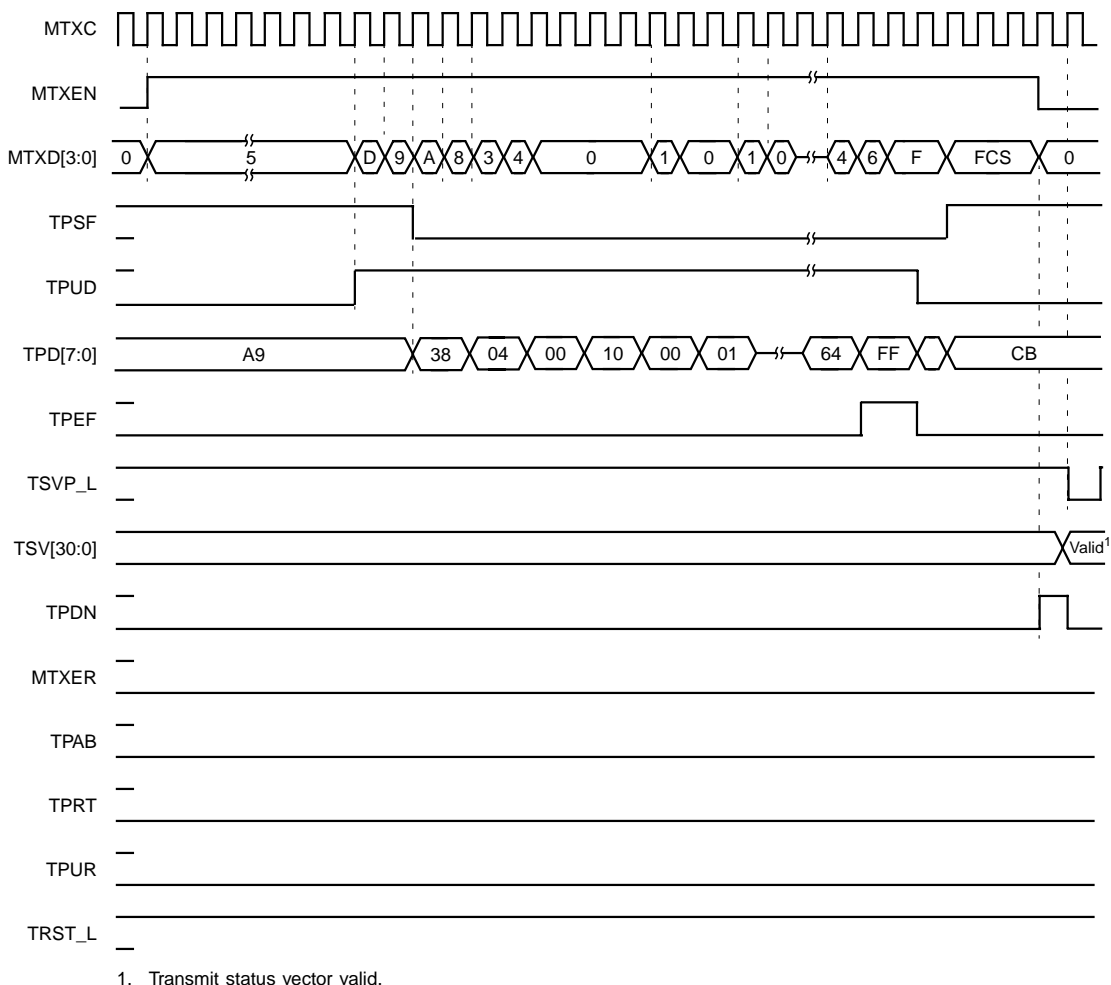 MTXC
MTXEN
MTXD[3:0] 0 5 D 9 A 8 3 4 0 1 0 1 0 4 6 F FCS 0
TPSF
TPUD
TPD[7:0] A9 38 04 00 10 00 01 64 FF CB
TPEF
TSVP_L
TSV[30:0] Valid1
TPDN
MTXER
TPAB
TPRT
TPUR
TRST_L
1. Transmit status vector valid.